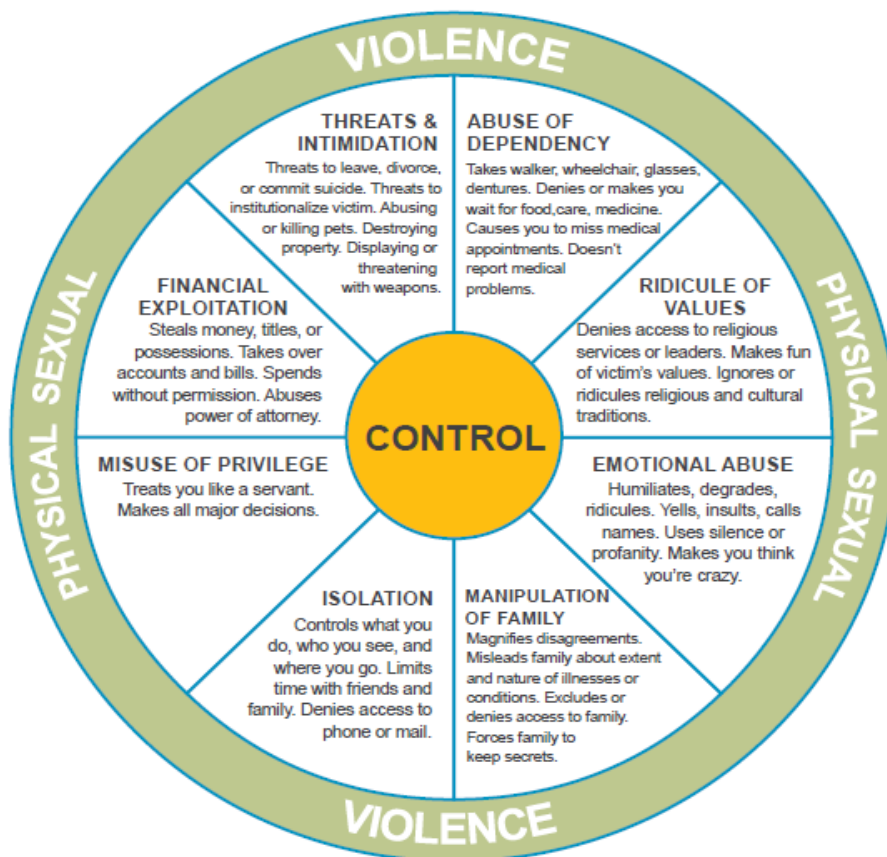 VIOLENCE
THREATS &
INTIMIDATION
Threats to leave, divorce,
or commit suicide. Threats to
institutionalize victim. Abusing
or killing pets. Destroying
property. Displaying or
threatening
with weapons.
ABUSE OF
DEPENDENCY
Takes walker, wheelchair, glasses,
dentures. Denies or makes you
wait for food,care, medicine.
Causes you to miss medical
appointments. Doesn't
report medical
problems.
RIDICULE OF
VALUES
Denies access to religious
services or leaders. Makes fun
of victim's values. Ignores or
ridicules religious and cultural
traditions.
EMOTIONAL ABUSE
Humiliates, degrades,
ridicules. Yells, insults, calls
names. Uses silence or
profanity. Makes you think
you're crazy.
MANIPULATION
OF FAMILY
Magnifies disagreements.
Misleads family about extent
and nature of illnesses or
conditions. Excludes or
denies access to family.
Forces family to
keep secrets.
ISOLATION
Controls what you
do, who you see, and
where you go. Limits
time with friends and
family. Denies access to
phone or mail.
MISUSE OF PRIVILEGE
Treats you like a servant.
Makes all major decisions.
FINANCIAL
EXPLOITATION
Steals money, titles, or
possessions. Takes over
accounts and bills. Spends
without permission. Abuses
power of attorney.
CONTROL
PHYSICAL SEXUAL
PHYSICAL SEXUAL
VIOLENCE